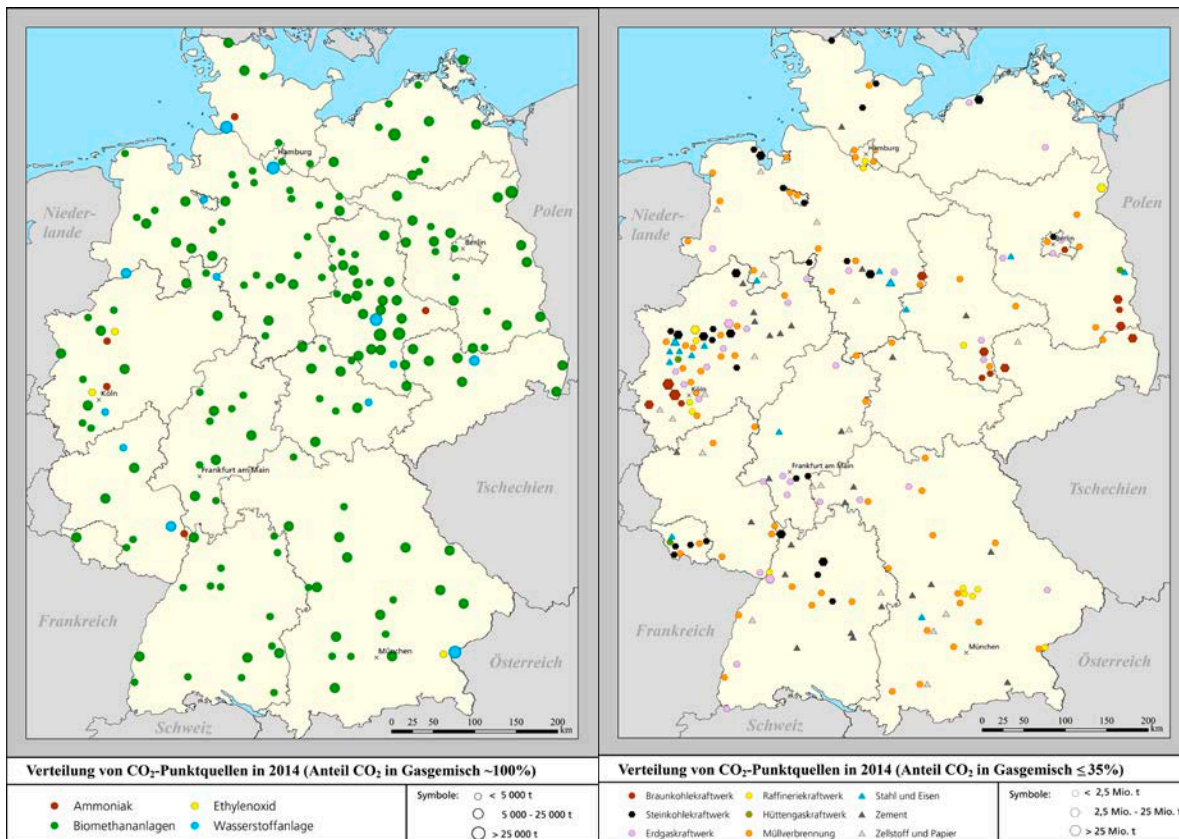 Hamburg
Nieder-
lande
Polen
Berlin
Köln
Frankfurt am Main
Tschechien
Frankreich
München
Österreich
Schweiz
0 50 100 150 200
km
Verteilung von CO₂-Punktquellen in 2014 (Anteil CO₂ in Gasgemisch ~100%)
Ammoniak
Biomethananlagen
Ethylenoxid
Wasserstoffanlage
Symbole:
< 5 000 t
5 000 - 25 000 t
> 25 000 t
Hamburg
Nieder-
lande
Polen
Berlin
Köln
Frankfurt am Main
Tschechien
Frankreich
München
Österreich
Schweiz
0 50 100 150 200
km
Verteilung von CO₂-Punktquellen in 2014 (Anteil CO₂ in Gasgemisch ≤ 35%)
Braunkohlekraftwerk
Steinkohlekraftwerk
Erdgaskraftwerk
Raffineriekraftwerk
Hüttengaskraftwerk
Müllverbrennung
Stahl und Eisen
Zement
Zellstoff und Papier
Symbole:
< 2,5 Mio. t
2,5 Mio. - 25 Mio. t
> 25 Mio. t